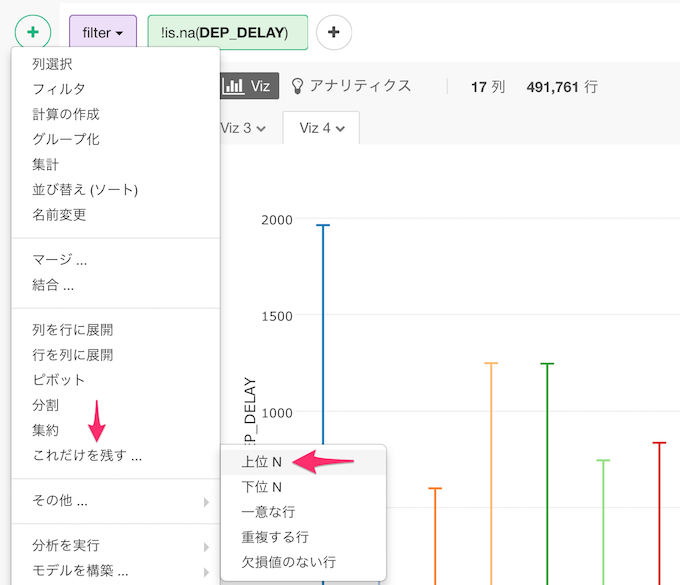 filter
!is.na(DEP_DELAY)
列選択
フィルタ
計算の作成
グループ化
集計
並び替え (ソート)
名前変更
マージ ...
結合 ...
列を行に展開
行を列に展開
ピボット
分割
集約
これだけを残す ...
その他 ...
分析を実行
モデルを構築 ...
上位 N
下位 N
一意な行
重複する行
欠損値のない行
Viz
アナリティクス
17 列
491,761 行
Viz 3
Viz 4
2000
1500
1000
EP_DELAY